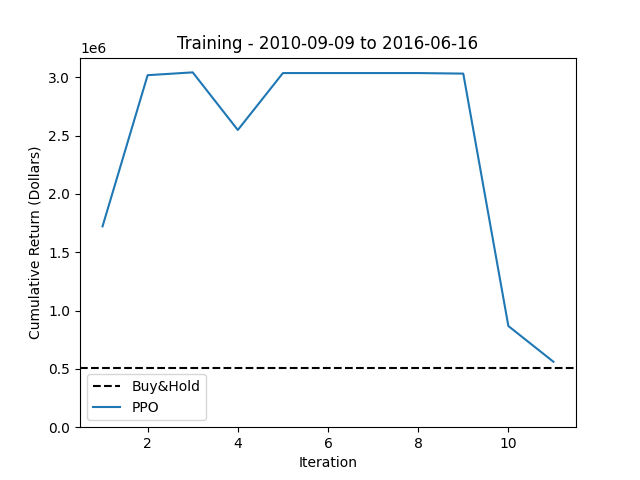 Training - 2010-09-09 to 2016-06-16
1e6
3.0
2.5
2.0
1.5
1.0
0.5
0.0
Cumulative Return (Dollars)
Buy&Hold
PPO
2
4
6
8
10
Iteration